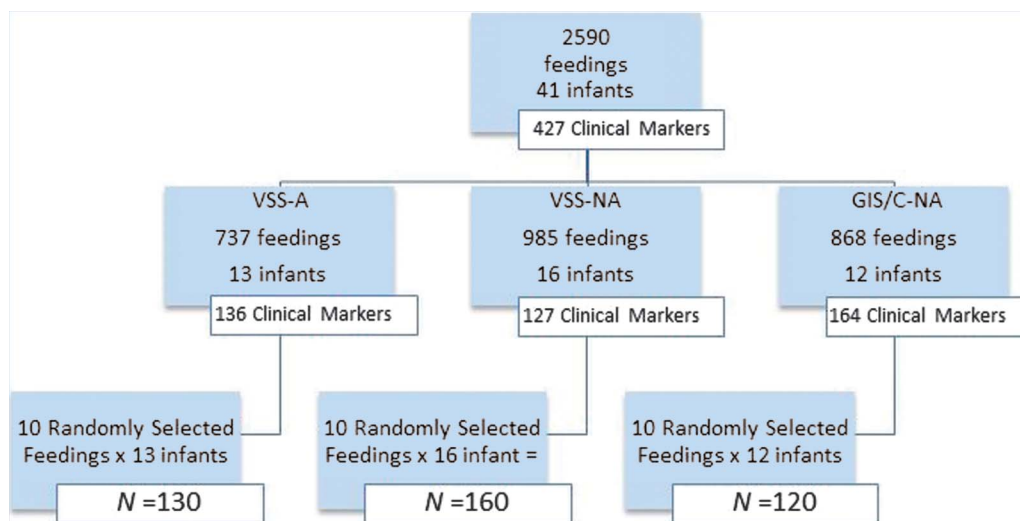 2590
feedings
41 infants
427 Clinical Markers
VSS-A
737 feedings
13 infants
136 Clinical Markers
VSS-NA
985 feedings
16 infants
127 Clinical Markers
GIS/C-NA
868 feedings
12 infants
164 Clinical Markers
10 Randomly Selected
Feedings x 13 infants
N =130
10 Randomly Selected
Feedings x 16 infant =
N =160
10 Randomly Selected
Feedings x 12 infants
N =120